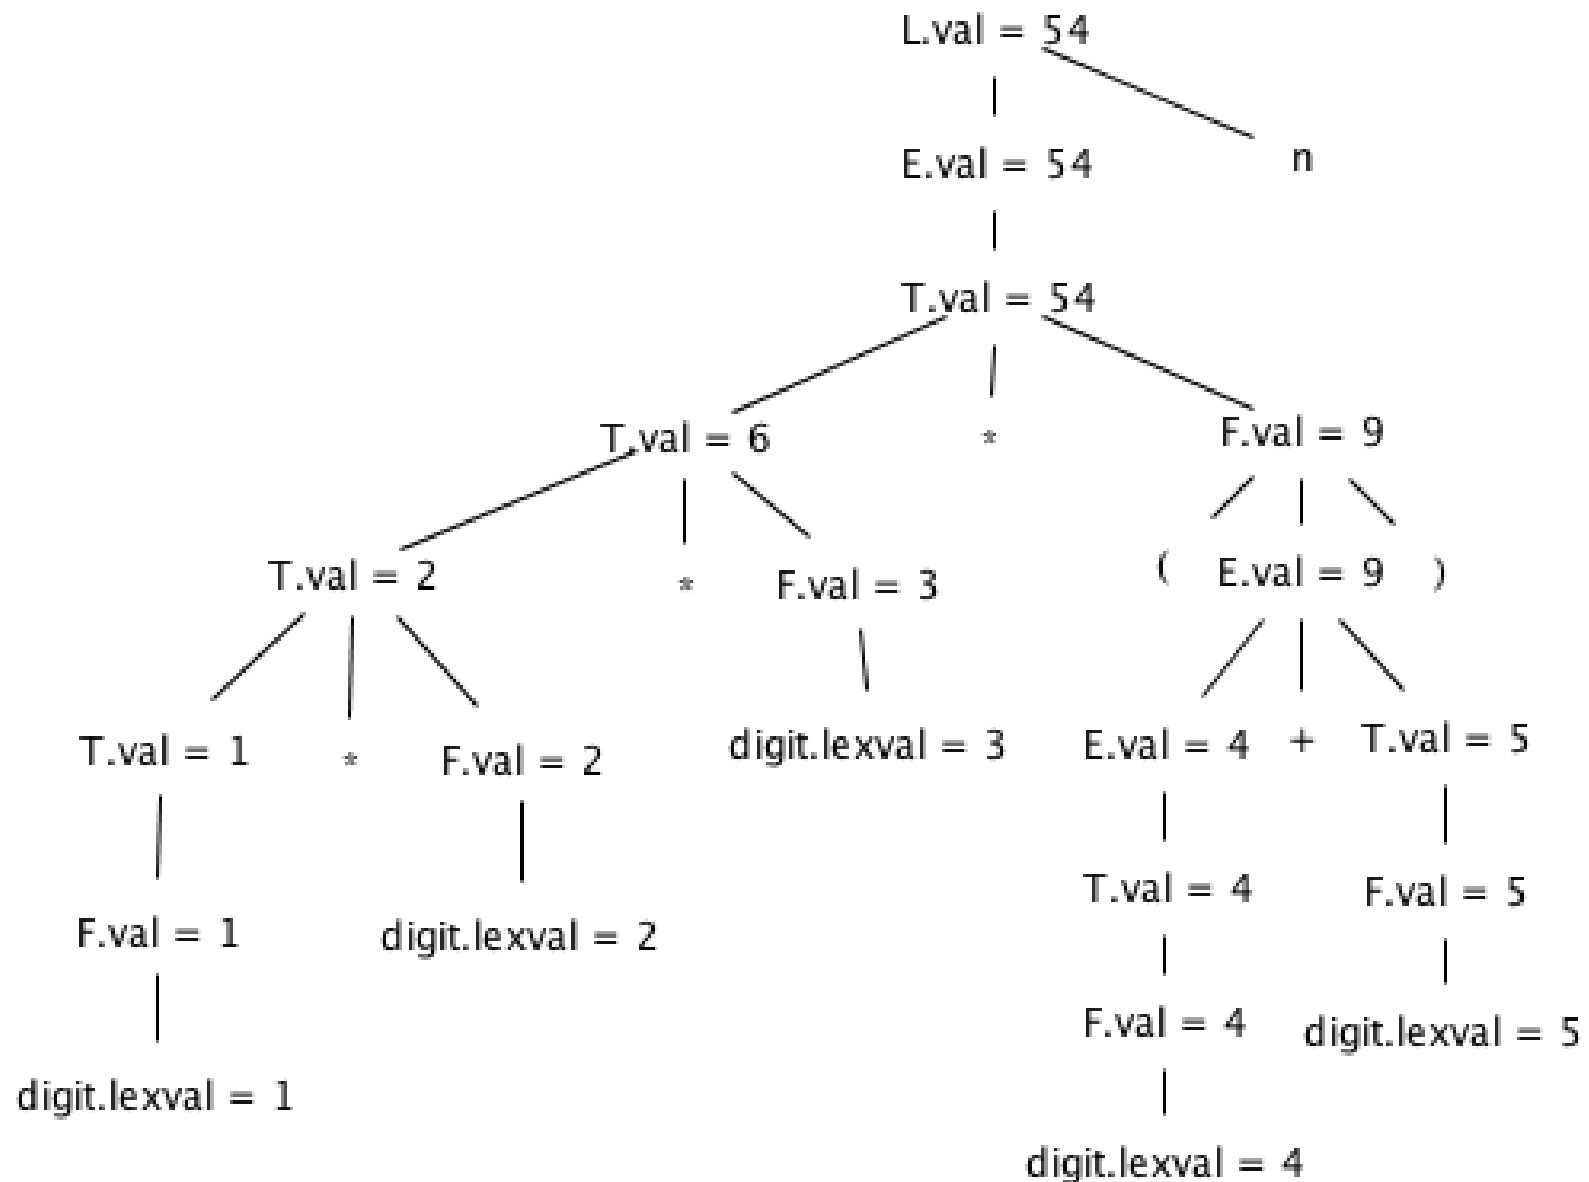 L.val = 54
E.val = 54 n
T.val = 54
T.val = 6 * F.val = 9
T.val = 2 * F.val = 3 ( E.val = 9 )
T.val = 1 * F.val = 2 digit.lexval = 3 E.val = 4 + T.val = 5
T.val = 4 F.val = 5
F.val = 1 digit.lexval = 2
F.val = 4 digit.lexval = 5
digit.lexval = 1
digit.lexval = 4